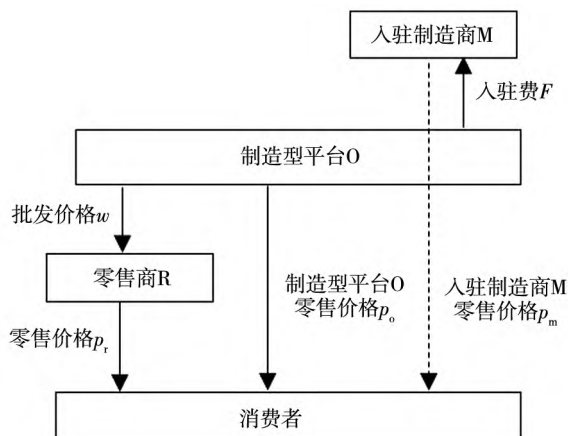 入驻制造商M
入驻费F
制造型平台O
批发价格w
零售商R
制造型平台O
零售价格pₒ
入驻制造商M
零售价格pₘ
零售价格pᵣ
消费者